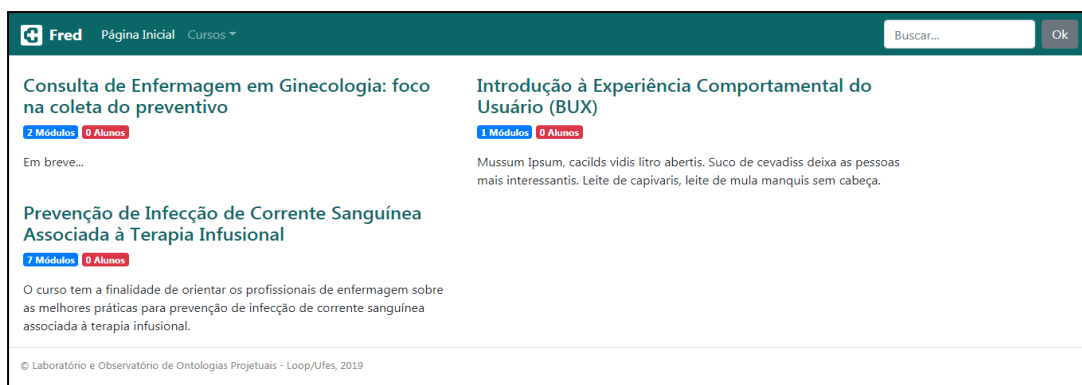 Fred Página Inicial Cursos Buscar... Ok
Consulta de Enfermagem em Ginecologia: foco
na coleta do preventivo
2 Módulos 0 Alunos
Em breve...
Introdução à Experiência Comportamental do
Usuário (BUX)
1 Módulos 0 Alunos
Mussum Ipsum, cacilds vidis litro abertis. Suco de cevadiss deixa as pessoas
mais interessantis. Leite de capivaris, leite de mula manquis sem cabeça.
Prevenção de Infecção de Corrente Sanguínea
Associada à Terapia Infusional
7 Módulos 0 Alunos
O curso tem a finalidade de orientar os profissionais de enfermagem sobre
as melhores práticas para prevenção de infecção de corrente sanguínea
associada à terapia infusional.
© Laboratório e Observatório de Ontologias Projetuais - Loop/Ufes, 2019